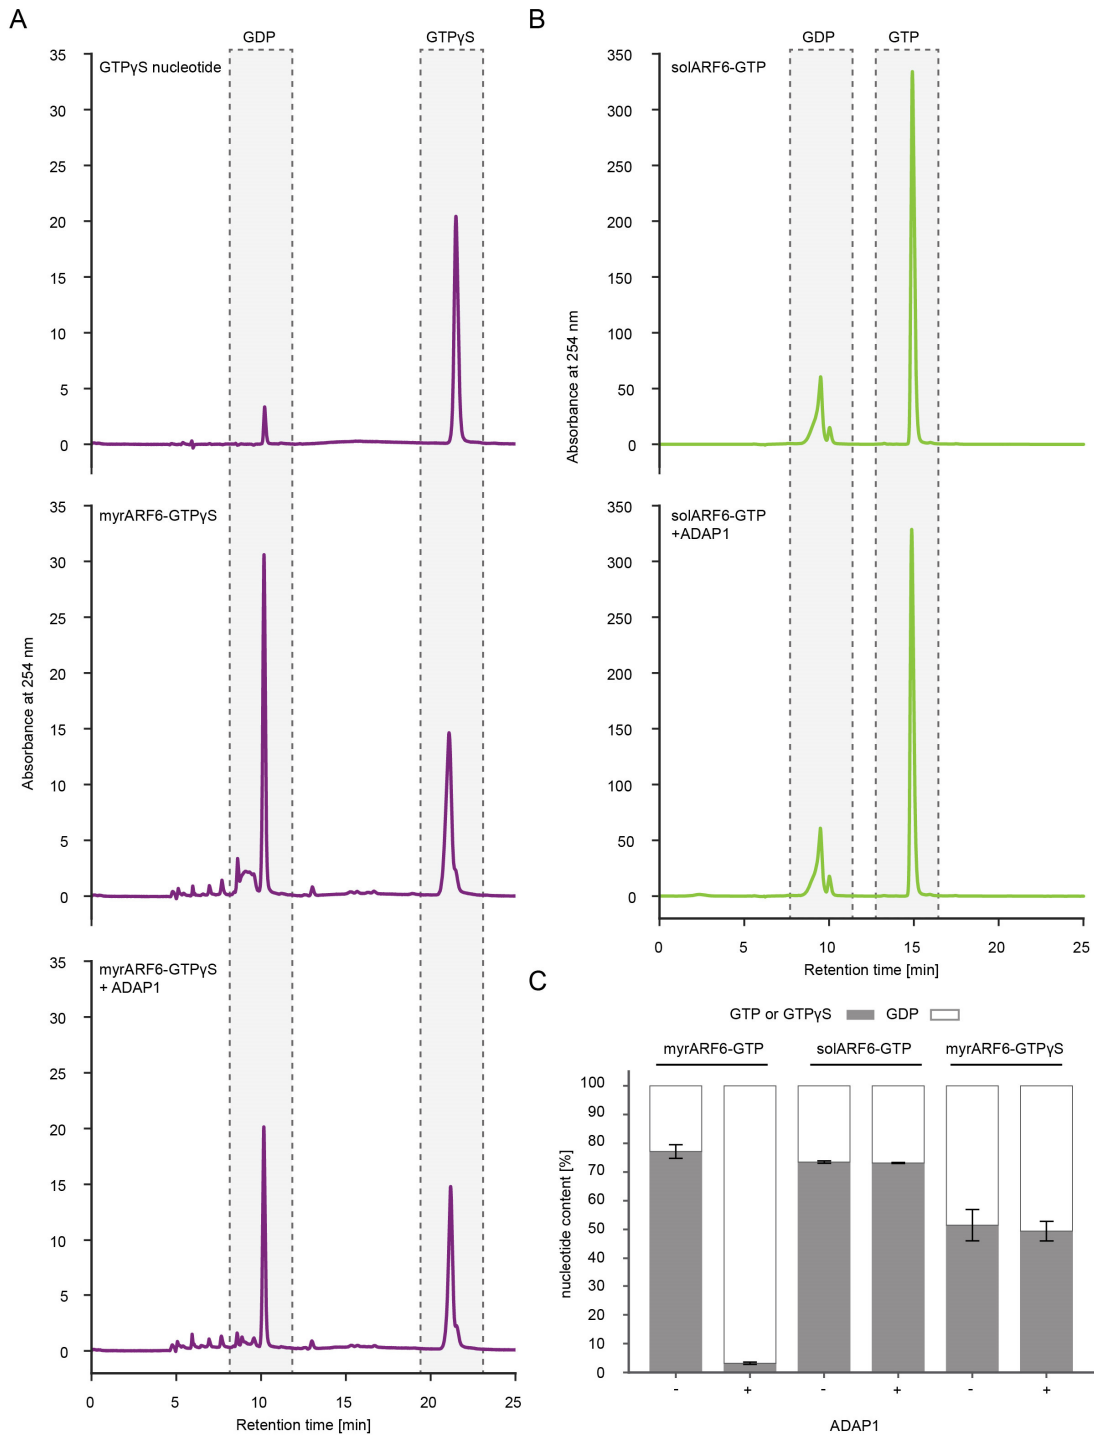 A
GDP
GTPγS
GTPγS nucleotide
35
30
25
20
15
10
5
0
myrARF6-GTPγS
35
30
25
20
15
10
5
0
Absorbance at 254 nm
myrARF6-GTPγS
+ ADAP1
35
30
25
20
15
10
5
0
0 5 10 15 20 25
Retention time [min]
B
GDP
GTP
solARF6-GTP
350
300
250
200
150
100
50
0
Absorbance at 254 nm
solARF6-GTP
+ADAP1
350
300
250
200
150
100
50
0
0 5 10 15 20 25
Retention time [min]
C
GTP or GTPγS GDP
myrARF6-GTP solARF6-GTP myrARF6-GTPγS
100
90
80
70
60
50
40
30
20
10
0
nucleotide content [%]
- + - + - +
ADAP1